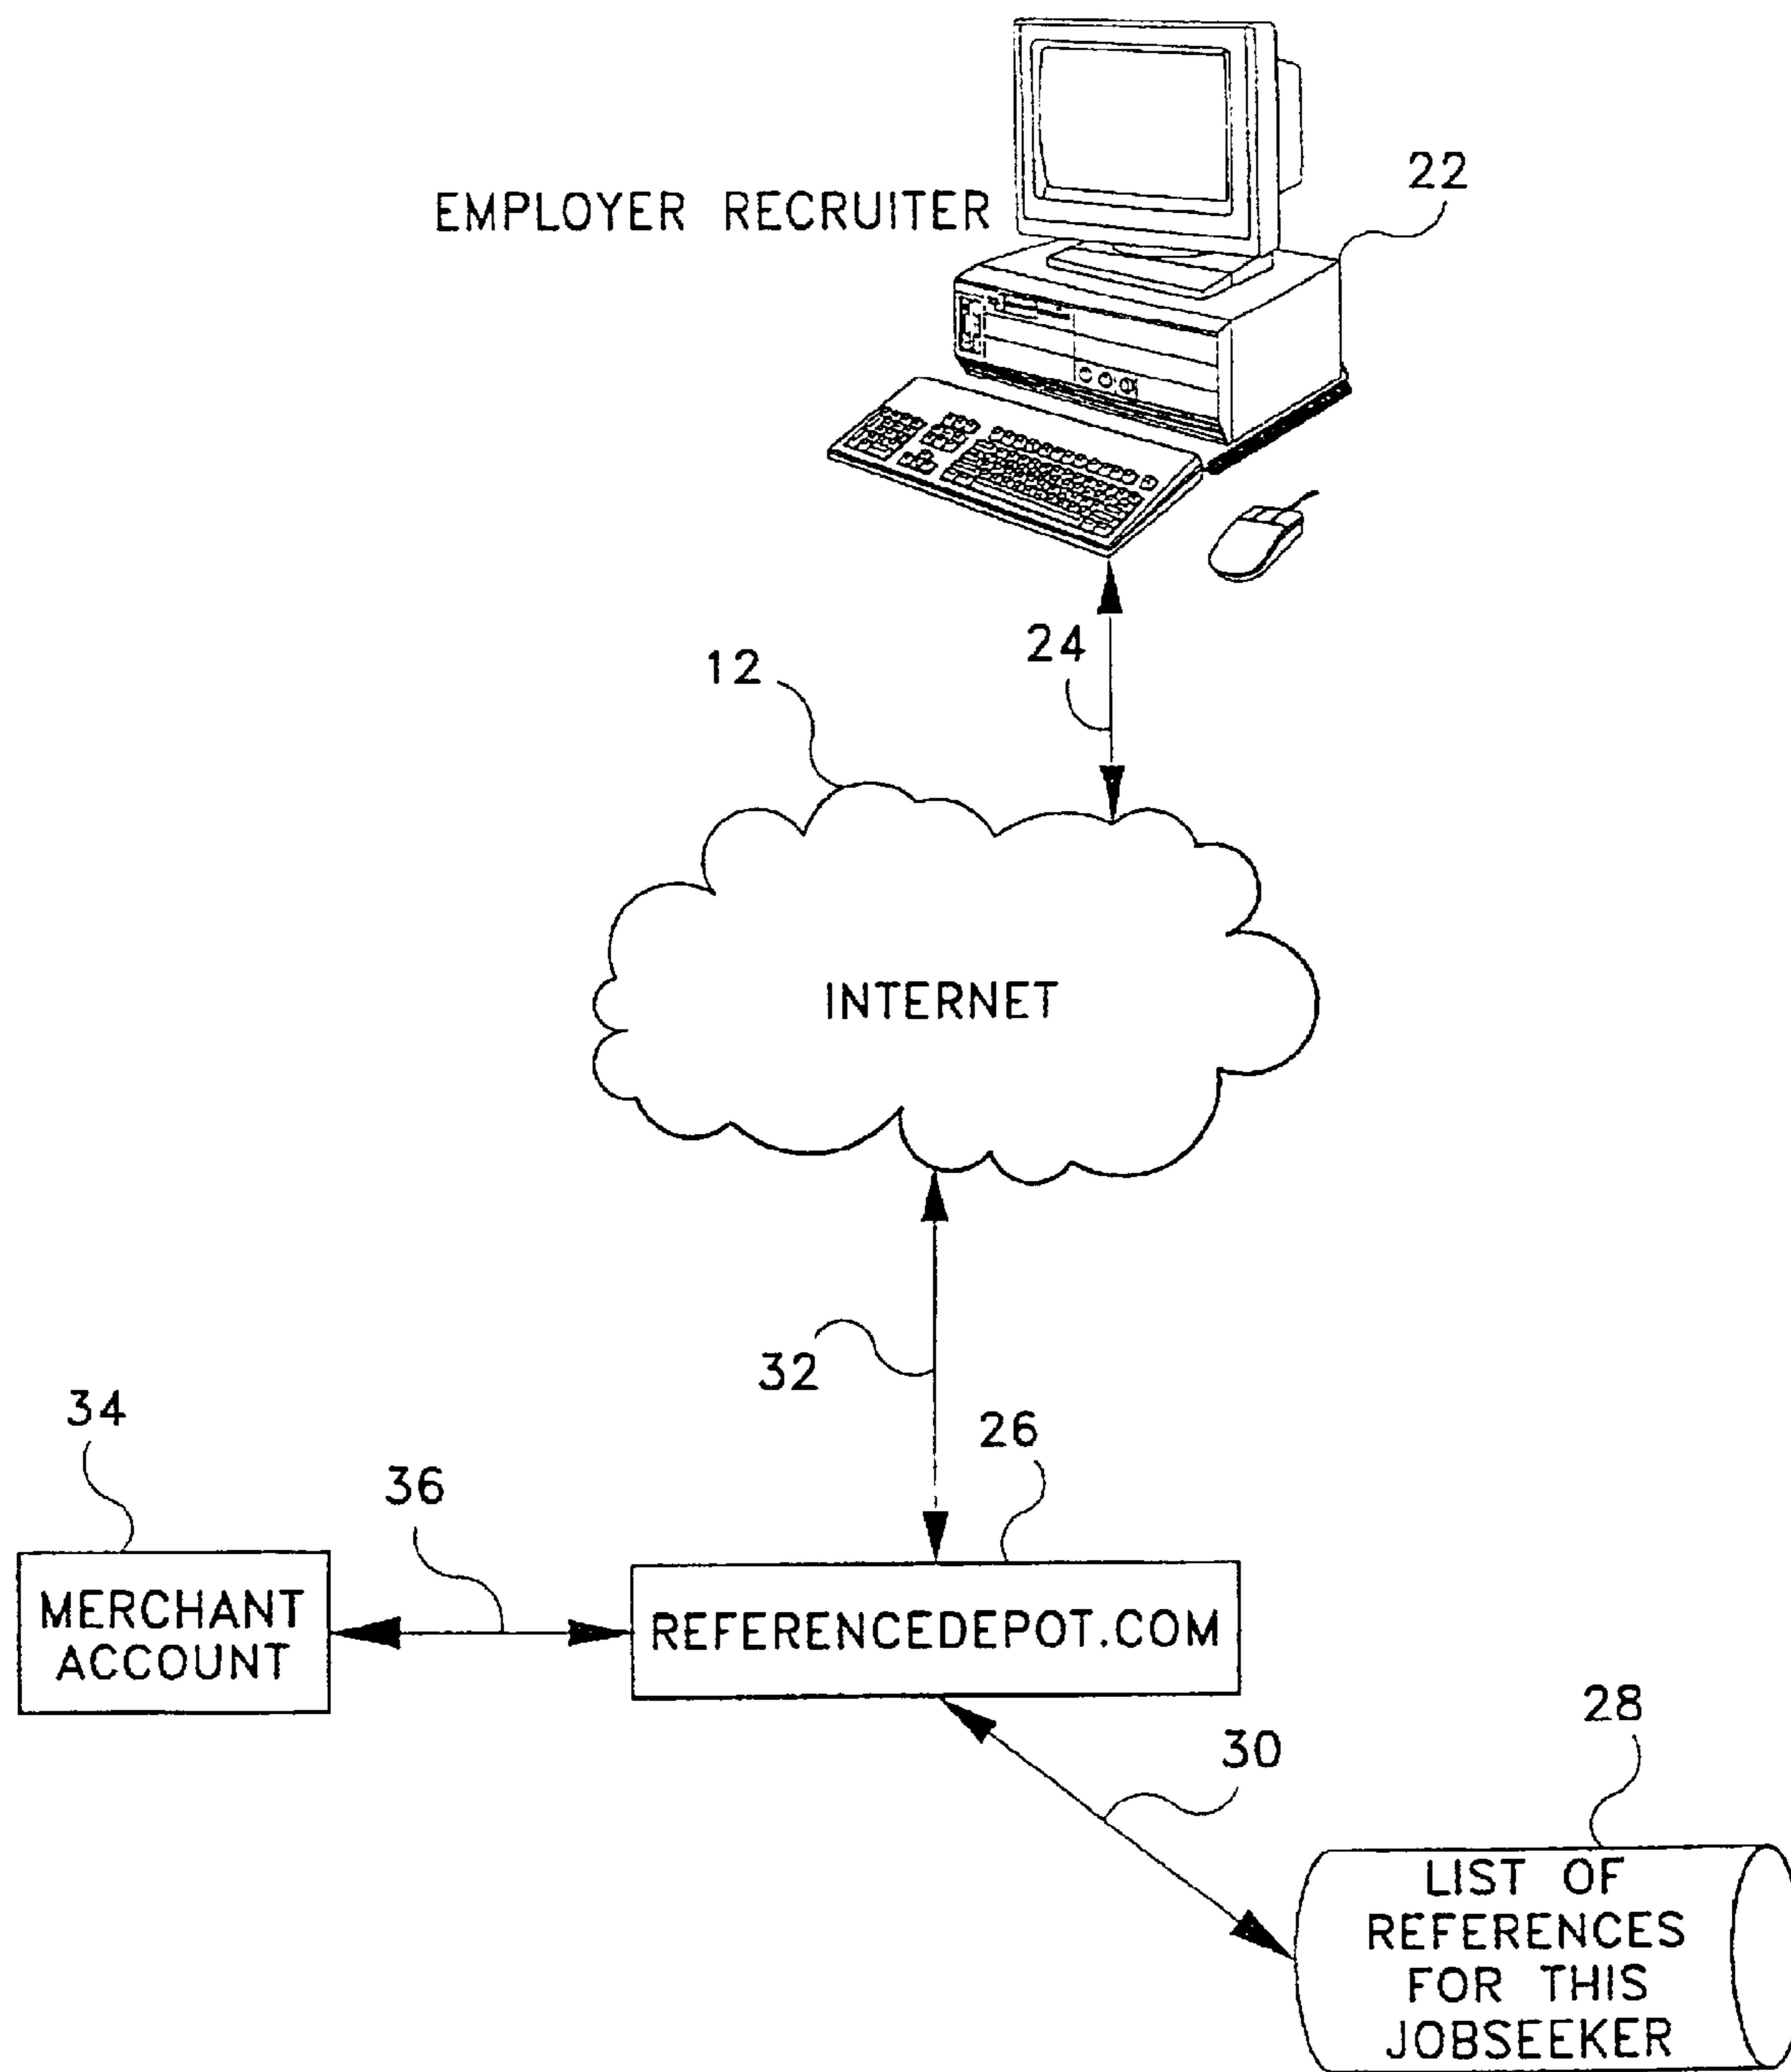 22
EMPLOYER RECRUITER
24
12
INTERNET
32
34
26
36
MERCHANT
ACCOUNT
REFERENCEDEPOT.COM
28
30
LIST OF
REFERENCES
FOR THIS
JOBSEEKER